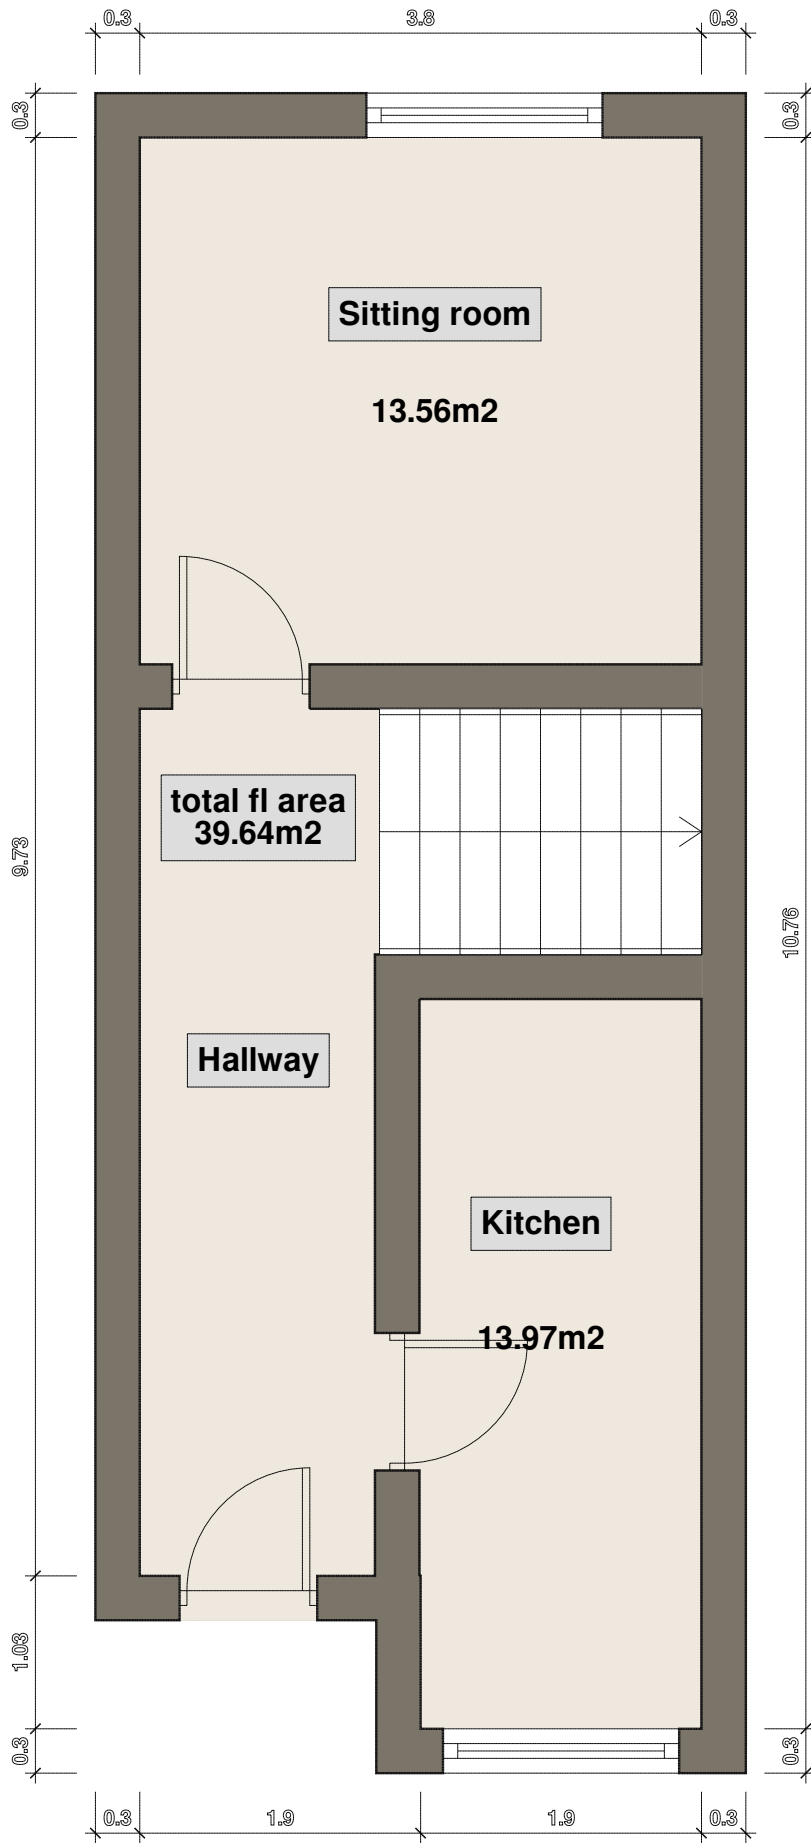 0.3
3.8
0.3
0.3
0.3
Sitting room
13.56m2
total fl area
39.64m2
9.73
10.76
Hallway
Kitchen
13.97m2
1.03
0.3
0.3
0.3
1.9
1.9
0.3